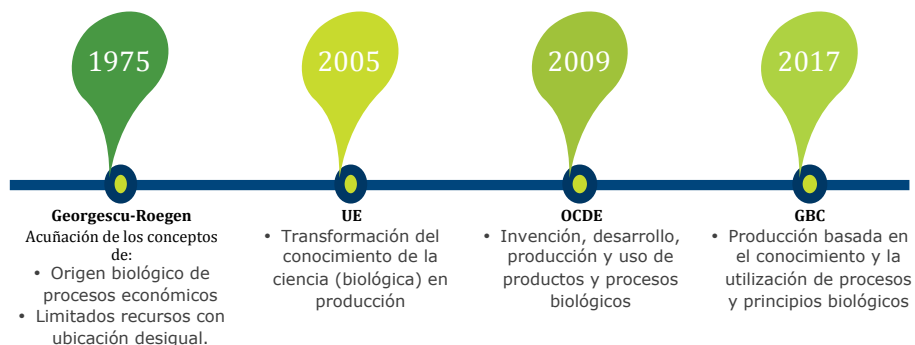 1975
2005
2009
2017
Georgescu-Roegen
Acuñación de los conceptos
de:
• Origen biológico de
procesos económicos
• Limitados recursos con
ubicación desigual.
UE
• Transformación del
conocimiento de la
ciencia (biológica) en
producción
OCDE
• Invención, desarrollo,
producción y uso de
productos y procesos
biológicos
GBC
• Producción basada en
el conocimiento y la
utilización de procesos
y principios biológicos